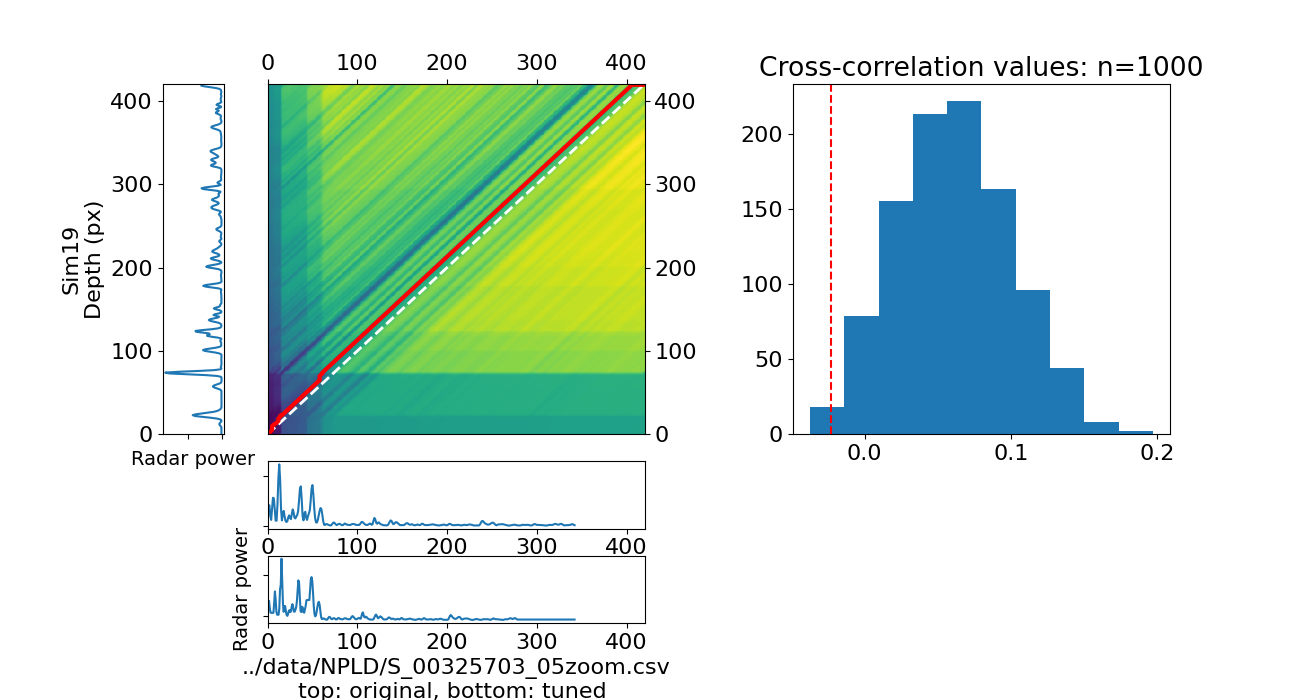 0 100 200 300 400
Cross-correlation values: n=1000
400
300
200
100
0
Sim19
Depth (px)
Radar power
400
300
200
100
0
200
150
100
50
0
0.0 0.1 0.2
0 100 200 300 400
Radar power
0 100 200 300 400
../data/NPLD/S_00325703_05zoom.csv
top: original, bottom: tuned